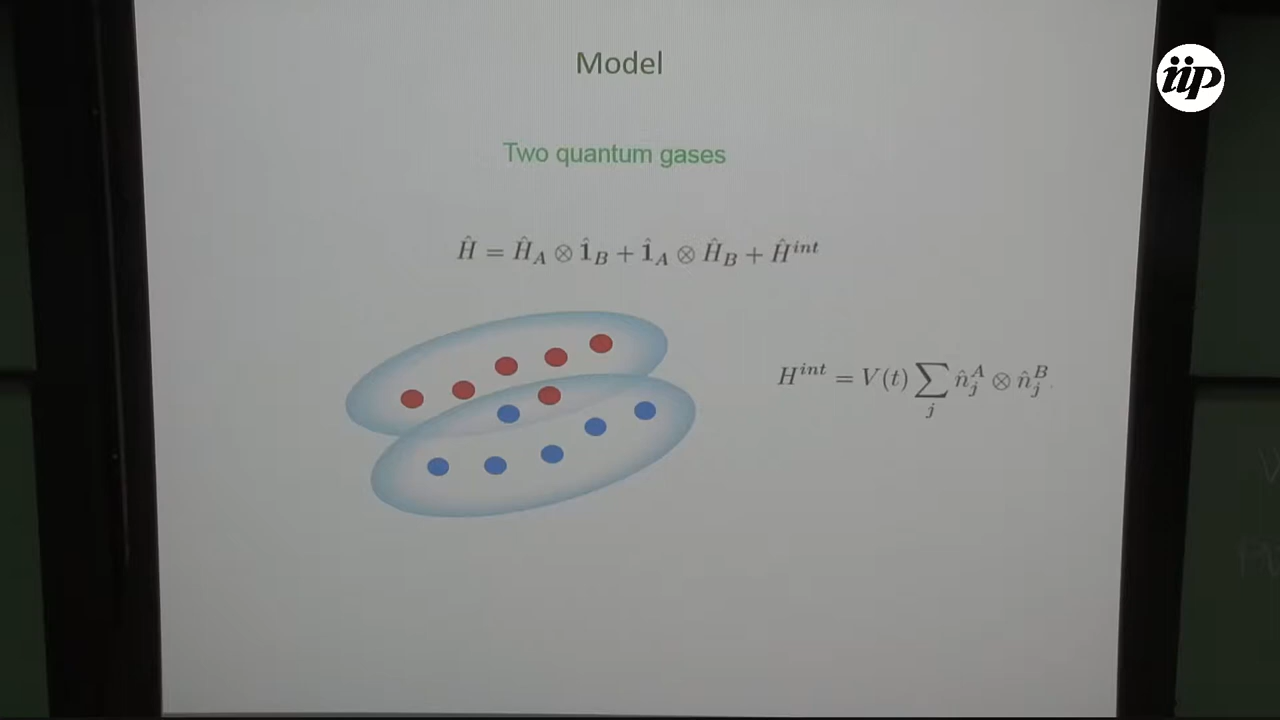 Model
iip
Two quantum gases
Ĥ = Ĥ_A ⊗ 𝟏̂_B + 𝟏̂_A ⊗ Ĥ_B + Ĥ^{int}
H^{int} = V(t) ∑_j n̂_j^A ⊗ n̂_j^B